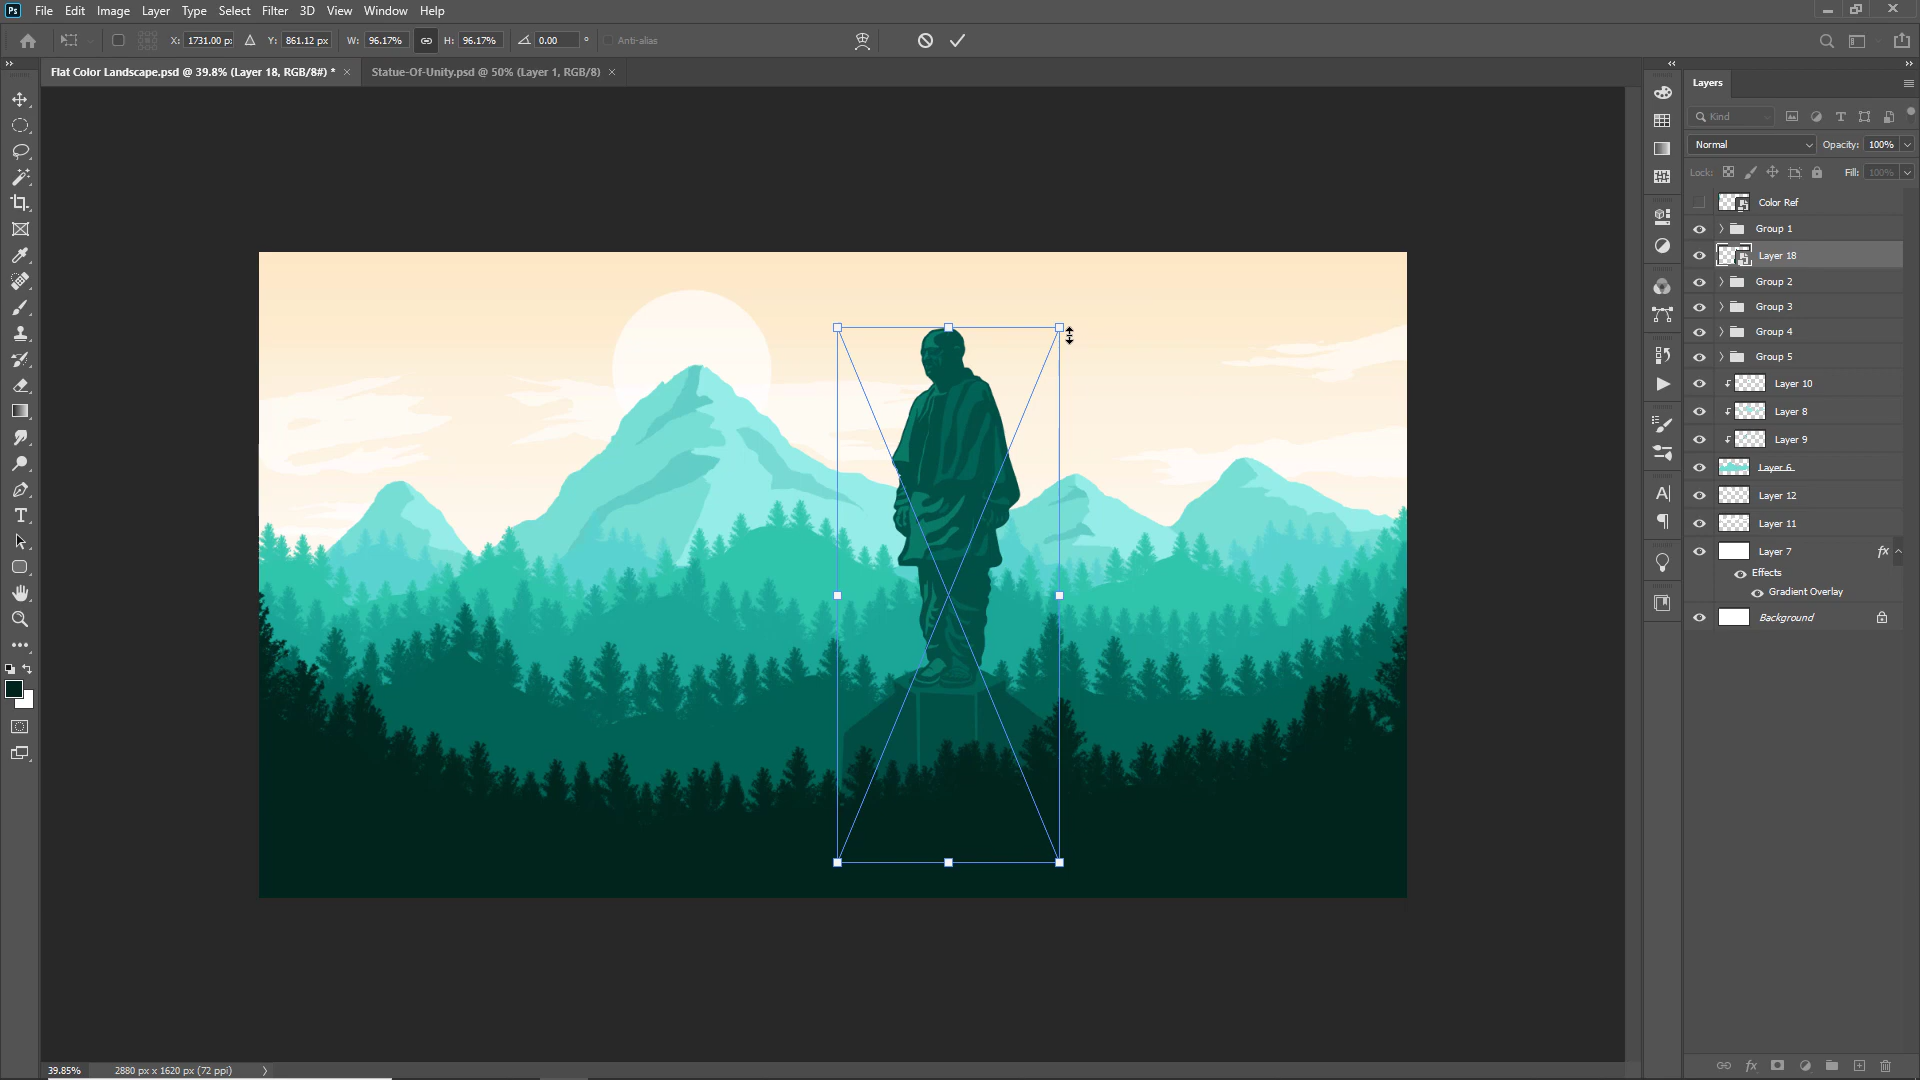 Ps File Edit Image Layer Type Select Filter 3D View Window Help
X: 1731.00 px Y: 861.12 px W: 96.17% H: 96.17% 0.00 ° Anti-alias
Flat Color Landscape.psd @ 39.8% (Layer 18, RGB/8#) * × Statue-Of-Unity.psd @ 50% (Layer 1, RGB/8) ×
Layers
Kind
Normal Opacity: 100%
Lock: Fill: 100%
Color Ref
Group 1
Layer 18
Group 2
Group 3
Group 4
Group 5
Layer 10
Layer 8
Layer 9
Layer 6
Layer 12
Layer 11
Layer 7 fx
Effects
Gradient Overlay
Background
39.85% 2880 px x 1620 px (72 ppi)